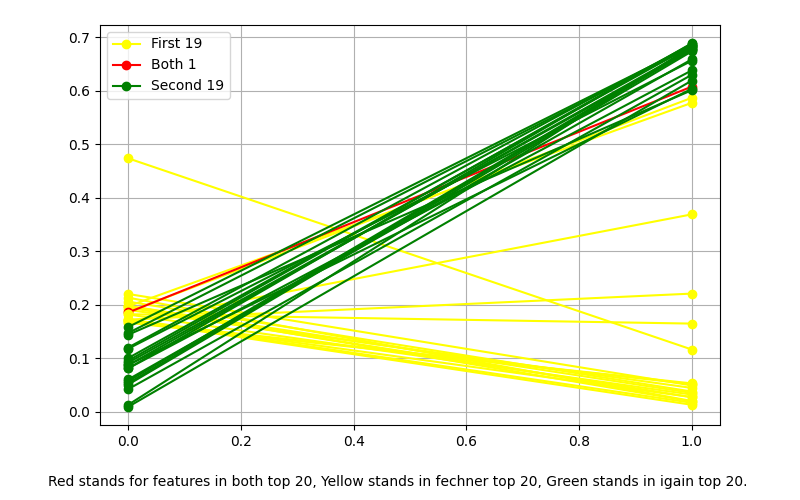 0.7
0.6
0.5
0.4
0.3
0.2
0.1
0.0
First 19
Both 1
Second 19
0.0 0.2 0.4 0.6 0.8 1.0
Red stands for features in both top 20, Yellow stands in fechner top 20, Green stands in igain top 20.